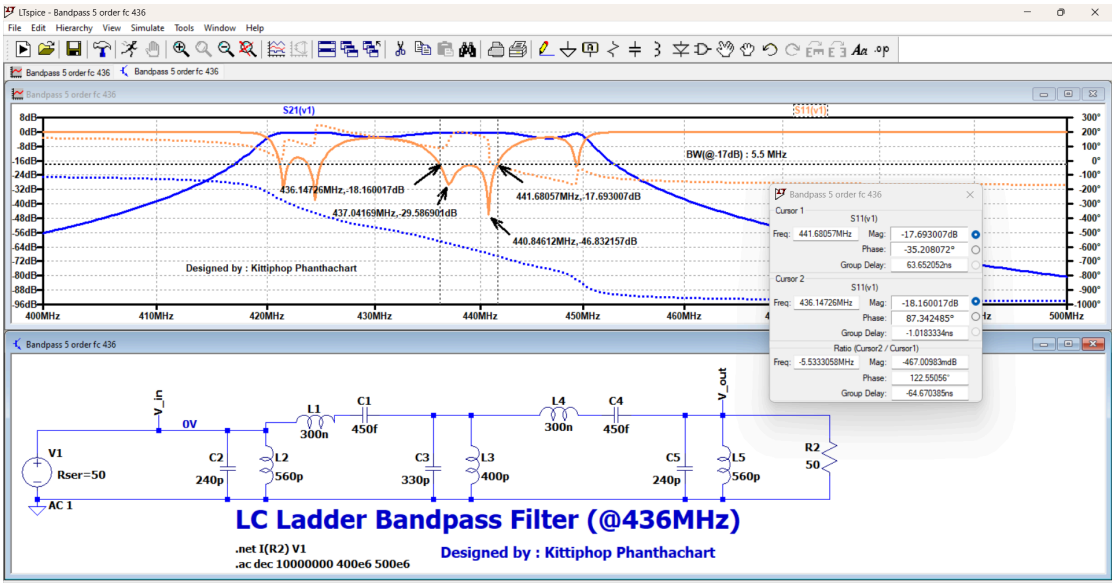 LTspice - Bandpass 5 order fc 436
File Edit Hierarchy View Simulate Tools Window Help
Bandpass 5 order fc 436 Bandpass 5 order fc 436
Bandpass 5 order fc 436
S21(v1) S11(v1)
8dB 300°
0dB 200°
-8dB 100°
-16dB 0°
-24dB -100°
-32dB -200°
-40dB -300°
-48dB -400°
-56dB -500°
-64dB -600°
-72dB -700°
-80dB -800°
-88dB -900°
-96dB -1000°
400MHz 410MHz 420MHz 430MHz 440MHz 450MHz 460MHz 500MHz
BW(@-17dB) : 5.5 MHz
436.14726MHz,-18.160017dB
441.68057MHz,-17.693007dB
437.04169MHz,-29.586901dB
440.84612MHz,-46.832157dB
Designed by : Kittiphop Phanthachart
Bandpass 5 order fc 436
Cursor 1
S11(v1)
Freq: 441.68057MHz Mag: -17.693007dB
Phase: -35.208072°
Group Delay: 63.652052ns
Cursor 2
S11(v1)
Freq: 436.14726MHz Mag: -18.160017dB
Phase: 87.342485°
Group Delay: -1.0183334ns
Ratio (Cursor2 / Cursor1)
Freq: -5.5333058MHz Mag: -467.00983mdB
Phase: 122.55056°
Group Delay: -64.670385ns
Bandpass 5 order fc 436
V_in
0V
V1
Rser=50
AC 1
C2
240p
L2
560p
L1
300n
C1
450f
C3
330p
L3
400p
L4
300n
C4
450f
V_out
C5
240p
L5
560p
R2
50
LC Ladder Bandpass Filter (@436MHz)
.net I(R2) V1
.ac dec 10000000 400e6 500e6
Designed by : Kittiphop Phanthachart